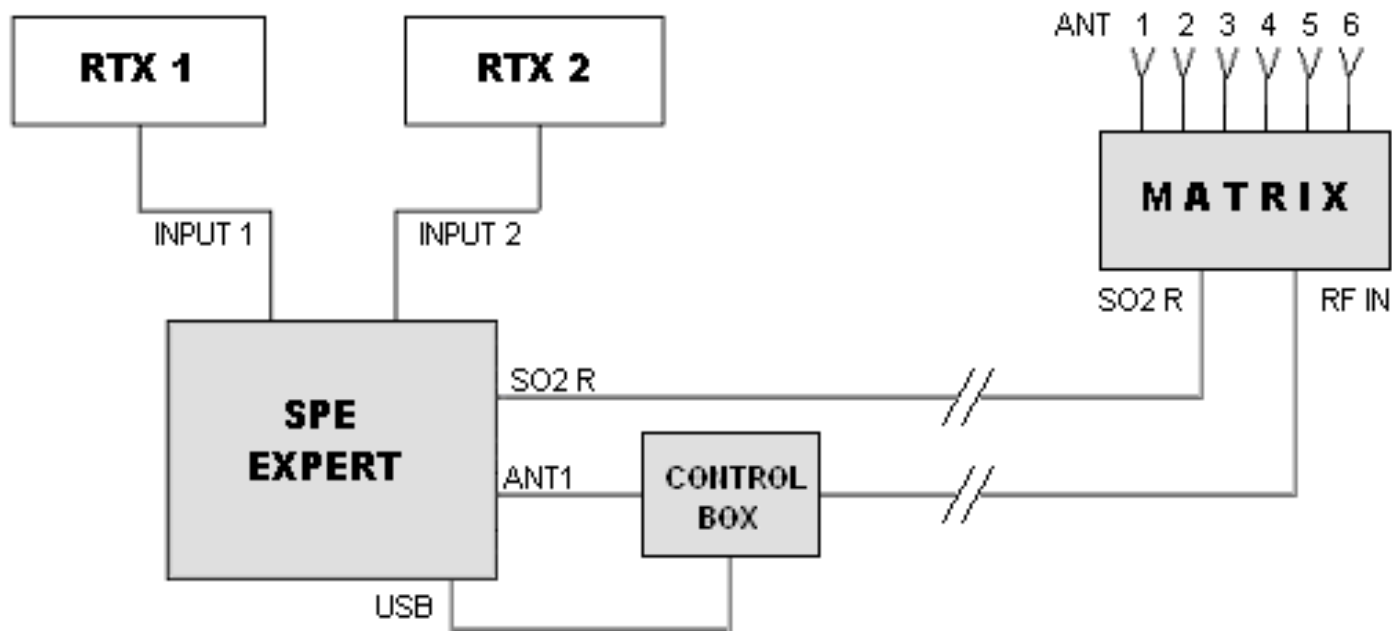 RTX 1
RTX 2
ANT 1 2 3 4 5 6
MATRIX
INPUT 1
INPUT 2
SO2 R
RF IN
SPE
EXPERT
SO2 R
ANT1
CONTROL
BOX
USB